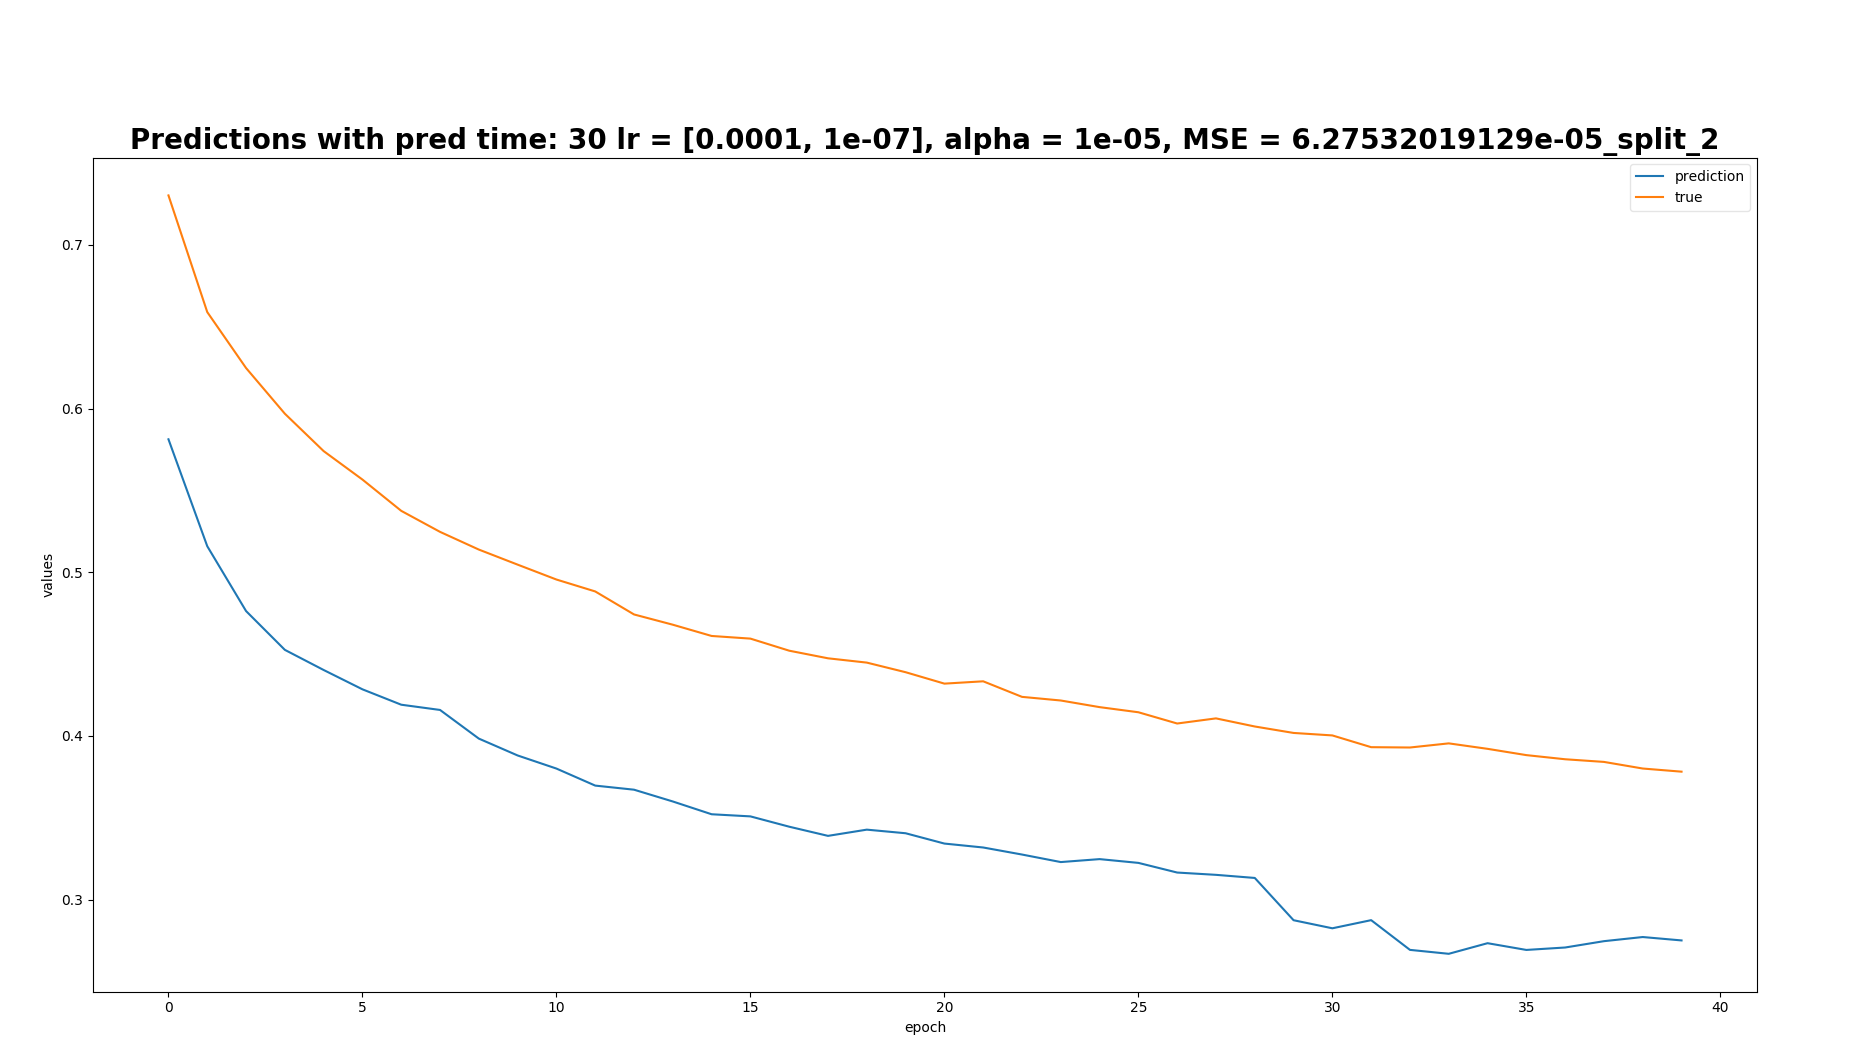 Predictions with pred time: 30 lr = [0.0001, 1e-07], alpha = 1e-05, MSE = 6.27532019129e-05_split_2
prediction
true
0.7
0.6
0.5
0.4
0.3
values
0 5 10 15 20 25 30 35 40
epoch